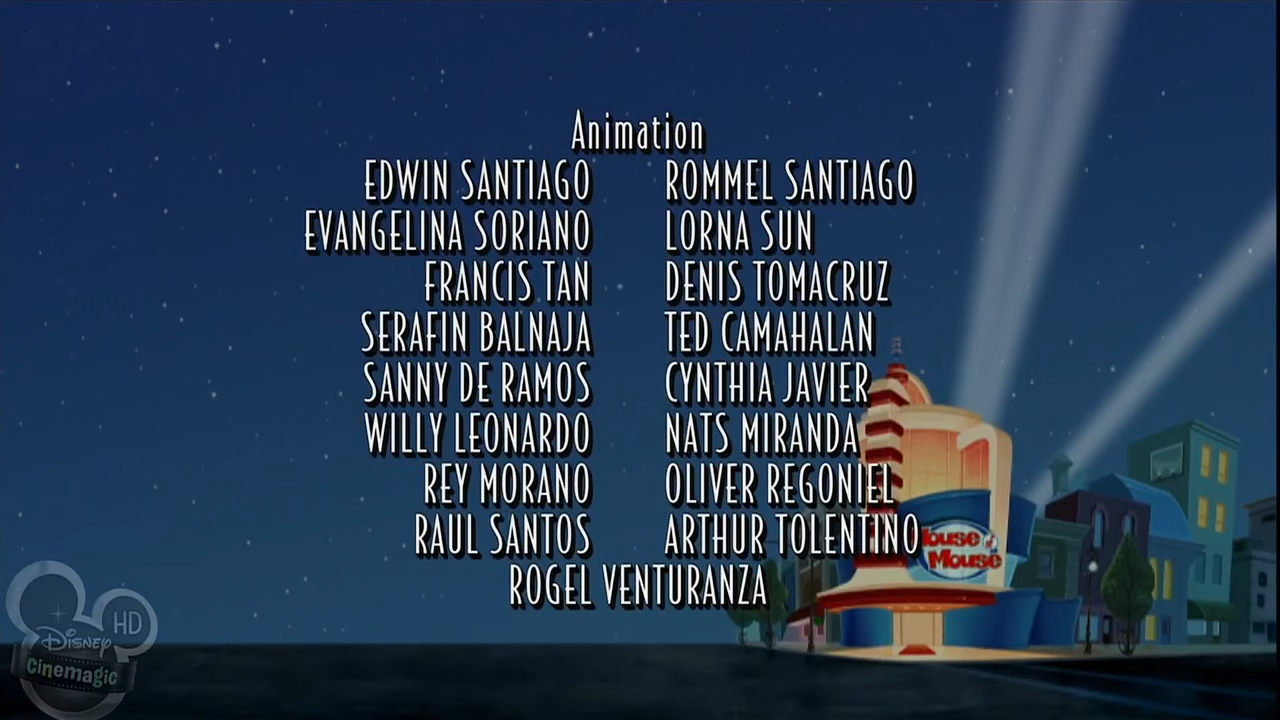 Animation
EDWIN SANTIAGO ROMMEL SANTIAGO
EVANGELINA SORIANO LORNA SUN
FRANCIS TAN DENIS TOMACRUZ
SERAFIN BALNAJA TED CAMAHALAN
SANNY DE RAMOS CYNTHIA JAVIER
WILLY LEONARDO NATS MIRANDA
REY MORANO OLIVER REGONIEL
RAUL SANTOS ARTHUR TOLENTINO
ROGEL VENTURANZA
House of
Mouse
HD
Disney
Cinemagic